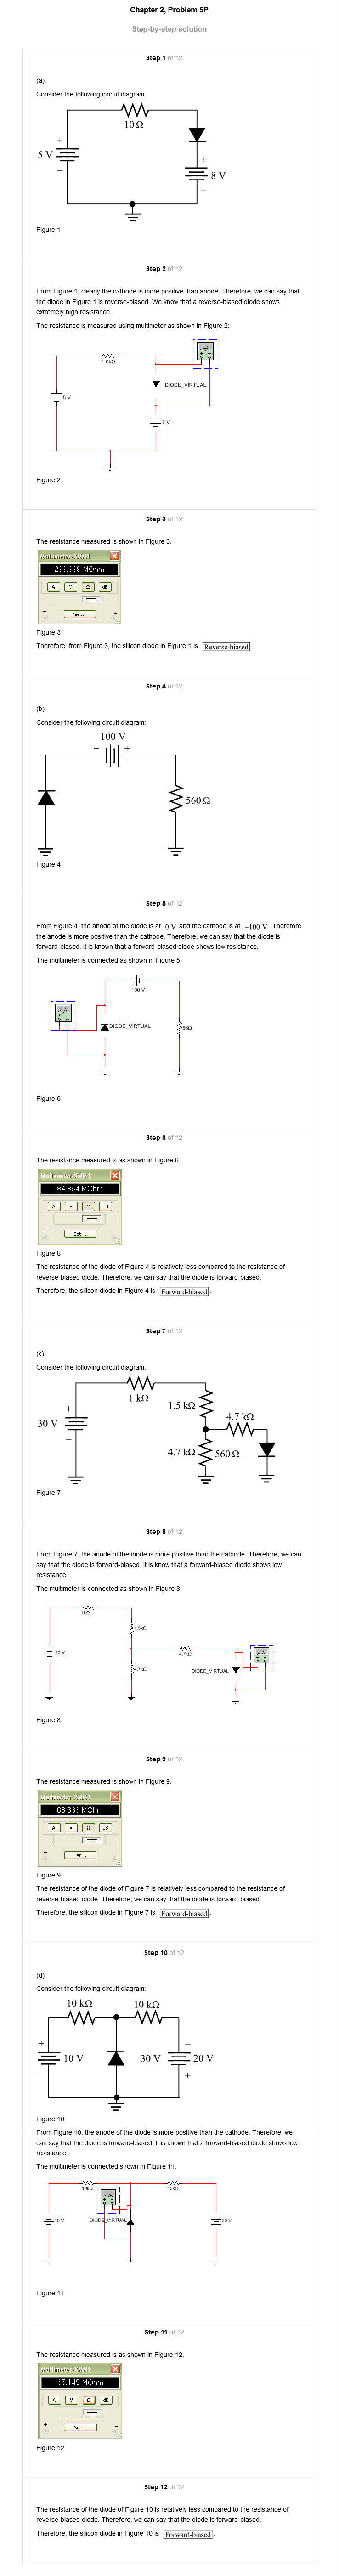 Chapter 2, Problem 5P
Step-by-step solution
Step 1 of 12
(a)
Consider the following circuit diagram:
10 Ω
5 V
+
−
+
8 V
−
Figure 1
Step 2 of 12
From Figure 1, clearly the cathode is more positive than anode. Therefore, we can say that
the diode in Figure 1 is reverse-biased. We know that a reverse-biased diode shows
extremely high resistance.
The resistance is measured using multimeter as shown in Figure 2:
1.0kΩ
DIODE_VIRTUAL
5 V
8 V
Figure 2
Step 3 of 12
The resistance measured is shown in Figure 3.
Multimeter-XMM1
299.999 MOhm
A V Ω dB
+ Set... −
Figure 3
Therefore, from Figure 3, the silicon diode in Figure 1 is Reverse-biased.
Step 4 of 12
(b)
Consider the following circuit diagram:
100 V
− +
560 Ω
Figure 4
Step 5 of 12
From Figure 4, the anode of the diode is at 0 V and the cathode is at −100 V. Therefore
the anode is more positive than the cathode. Therefore, we can say that the diode is
forward-biased. It is known that a forward-biased diode shows low resistance.
The multimeter is connected as shown in Figure 5:
100 V
DIODE_VIRTUAL
56Ω
Figure 5
Step 6 of 12
The resistance measured is as shown in Figure 6.
Multimeter-XMM1
84.854 MOhm
A V Ω dB
+ Set... −
Figure 6
The resistance of the diode of Figure 4 is relatively less compared to the resistance of
reverse-biased diode. Therefore, we can say that the diode is forward-biased.
Therefore, the silicon diode in Figure 4 is Forward-biased.
Step 7 of 12
(c)
Consider the following circuit diagram:
1 kΩ
1.5 kΩ
4.7 kΩ
30 V
+
−
4.7 kΩ
560 Ω
Figure 7
Step 8 of 12
From Figure 7, the anode of the diode is more positive than the cathode. Therefore, we can
say that the diode is forward-biased. It is known that a forward-biased diode shows low
resistance.
The multimeter is connected as shown in Figure 8.
1kΩ
1.5kΩ
30 V
4.7kΩ
4.7kΩ
DIODE_VIRTUAL
Figure 8
Step 9 of 12
The resistance measured is shown in Figure 9.
Multimeter-XMM1
68.338 MOhm
A V Ω dB
+ Set... −
Figure 9
The resistance of the diode of Figure 7 is relatively less compared to the resistance of
reverse-biased diode. Therefore, we can say that the diode is forward-biased.
Therefore, the silicon diode in Figure 7 is Forward-biased.
Step 10 of 12
(d)
Consider the following circuit diagram:
10 kΩ
10 kΩ
+
10 V
−
30 V
−
20 V
+
Figure 10
From Figure 10, the anode of the diode is more positive than the cathode. Therefore, we
can say that the diode is forward-biased. It is known that a forward-biased diode shows low
resistance.
The multimeter is connected shown in Figure 11.
10kΩ
10kΩ
10 V
DIODE_VIRTUAL
20 V
Figure 11
Step 11 of 12
The resistance measured is as shown in Figure 12.
Multimeter-XMM1
65.149 MOhm
A V Ω dB
+ Set... −
Figure 12
Step 12 of 12
The resistance of the diode of Figure 10 is relatively less compared to the resistance of
reverse-biased diode. Therefore, we can say that the diode is forward-biased.
Therefore, the silicon diode in Figure 10 is Forward-biased.